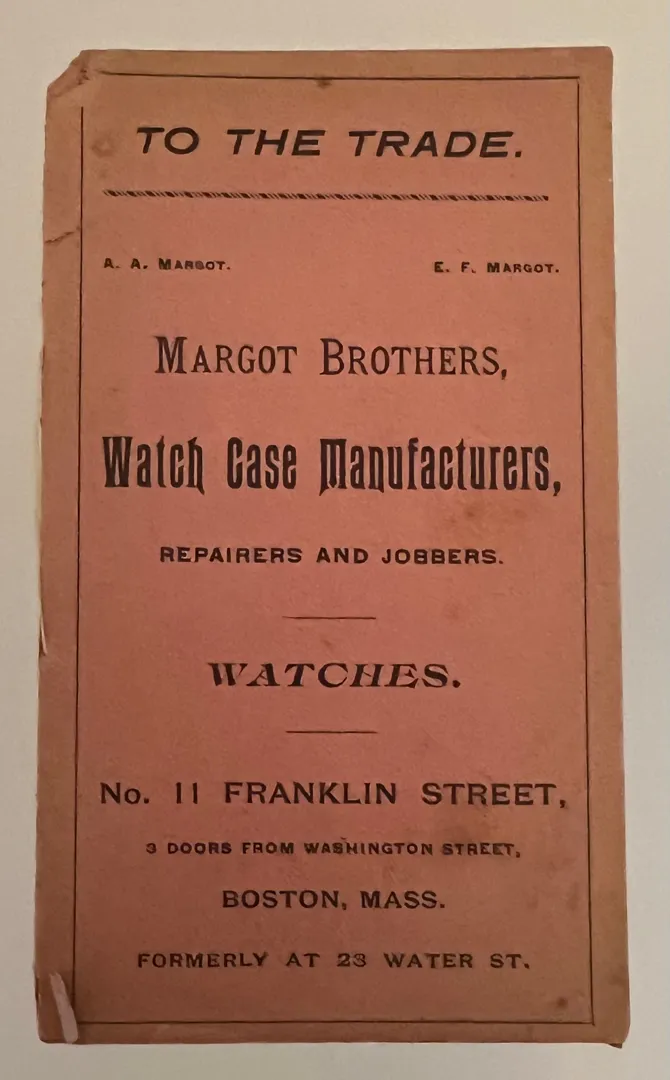 TO THE TRADE.
A. A. MARGOT. E. F. MARGOT.
MARGOT BROTHERS,
Watch Case Manufacturers,
REPAIRERS AND JOBBERS.
WATCHES.
No. 11 FRANKLIN STREET,
3 DOORS FROM WASHINGTON STREET,
BOSTON, MASS.
FORMERLY AT 23 WATER ST.